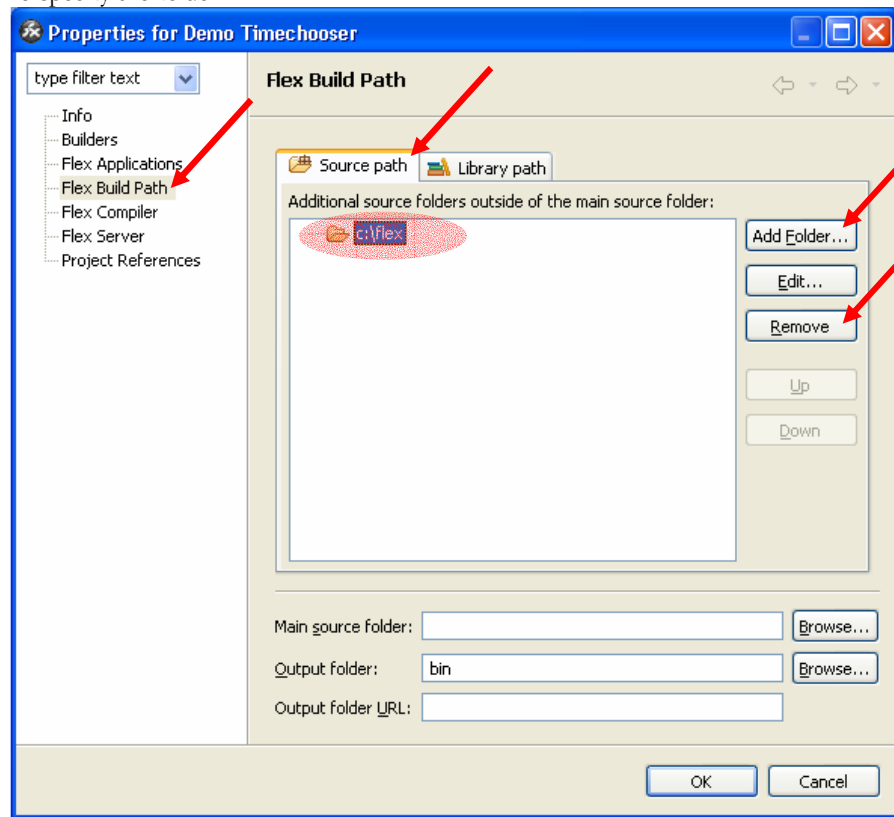 Properties for Demo Timechooser
type filter text
Flex Build Path
Info
Builders
Flex Applications
Flex Build Path
Flex Compiler
Flex Server
Project References
Source path
Library path
Additional source folders outside of the main source folder:
c:\flex
Add Folder...
Edit...
Remove
Up
Down
Main source folder:
Browse...
Output folder:
bin
Browse...
Output folder URL:
OK
Cancel